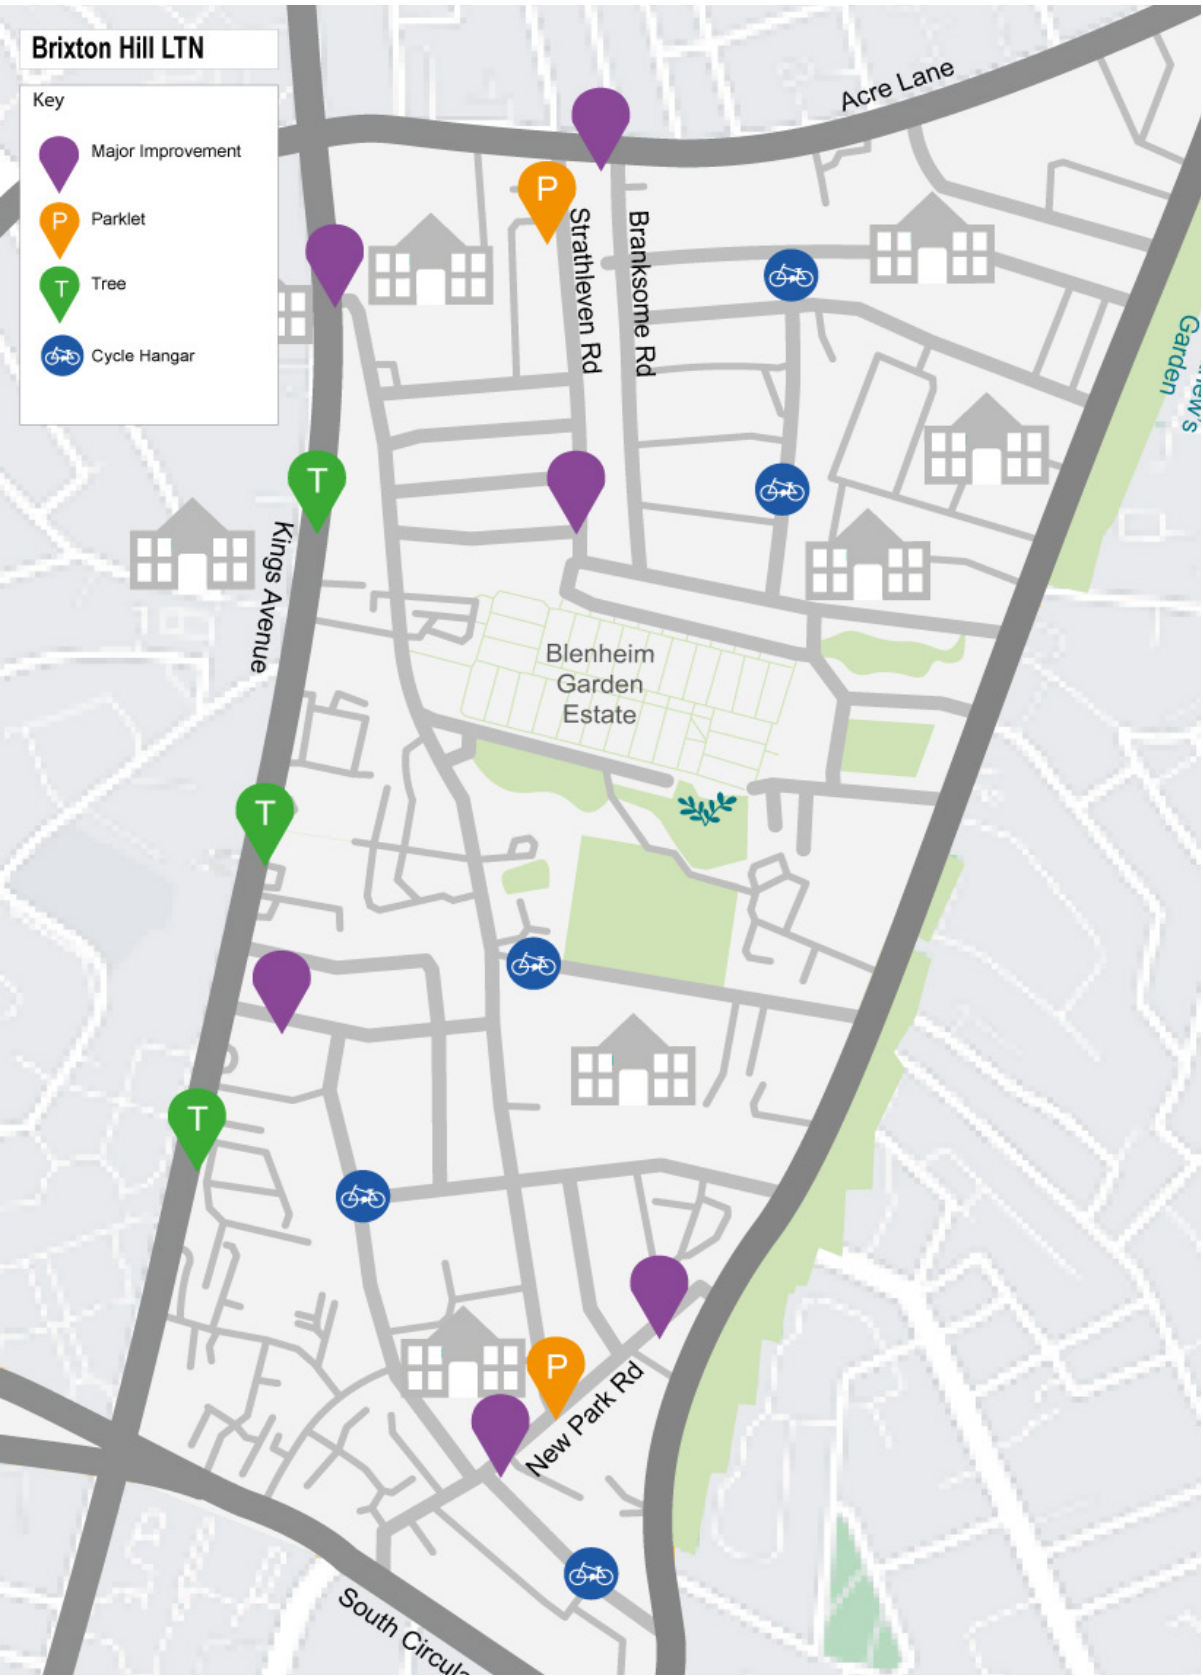 Brixton Hill LTN
Key
Major Improvement
P Parklet
T Tree
Cycle Hangar
Acre Lane
P
Strathleven Rd
Branksome Rd
Garden
T
Kings Avenue
Blenheim
Garden
Estate
T
T
P
New Park Rd